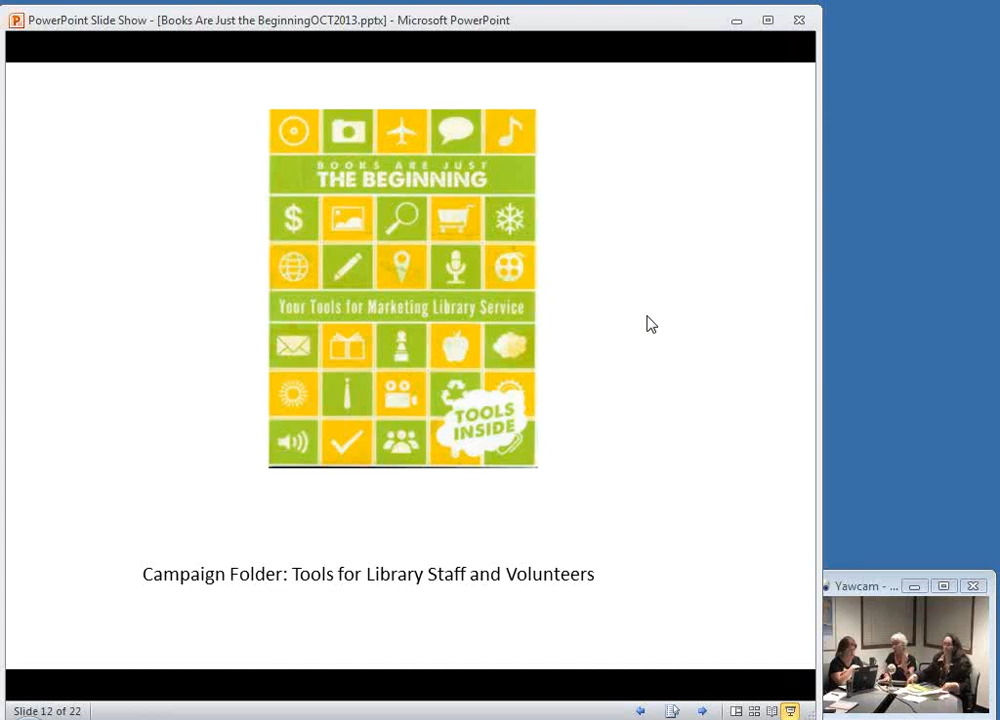 PowerPoint Slide Show - [Books Are Just the BeginningOCT2013.pptx] - Microsoft PowerPoint
BOOKS ARE JUST
THE BEGINNING
$
Your Tools for Marketing Library Service
TOOLS
INSIDE
Campaign Folder: Tools for Library Staff and Volunteers
Yawcam - ...
Slide 12 of 22